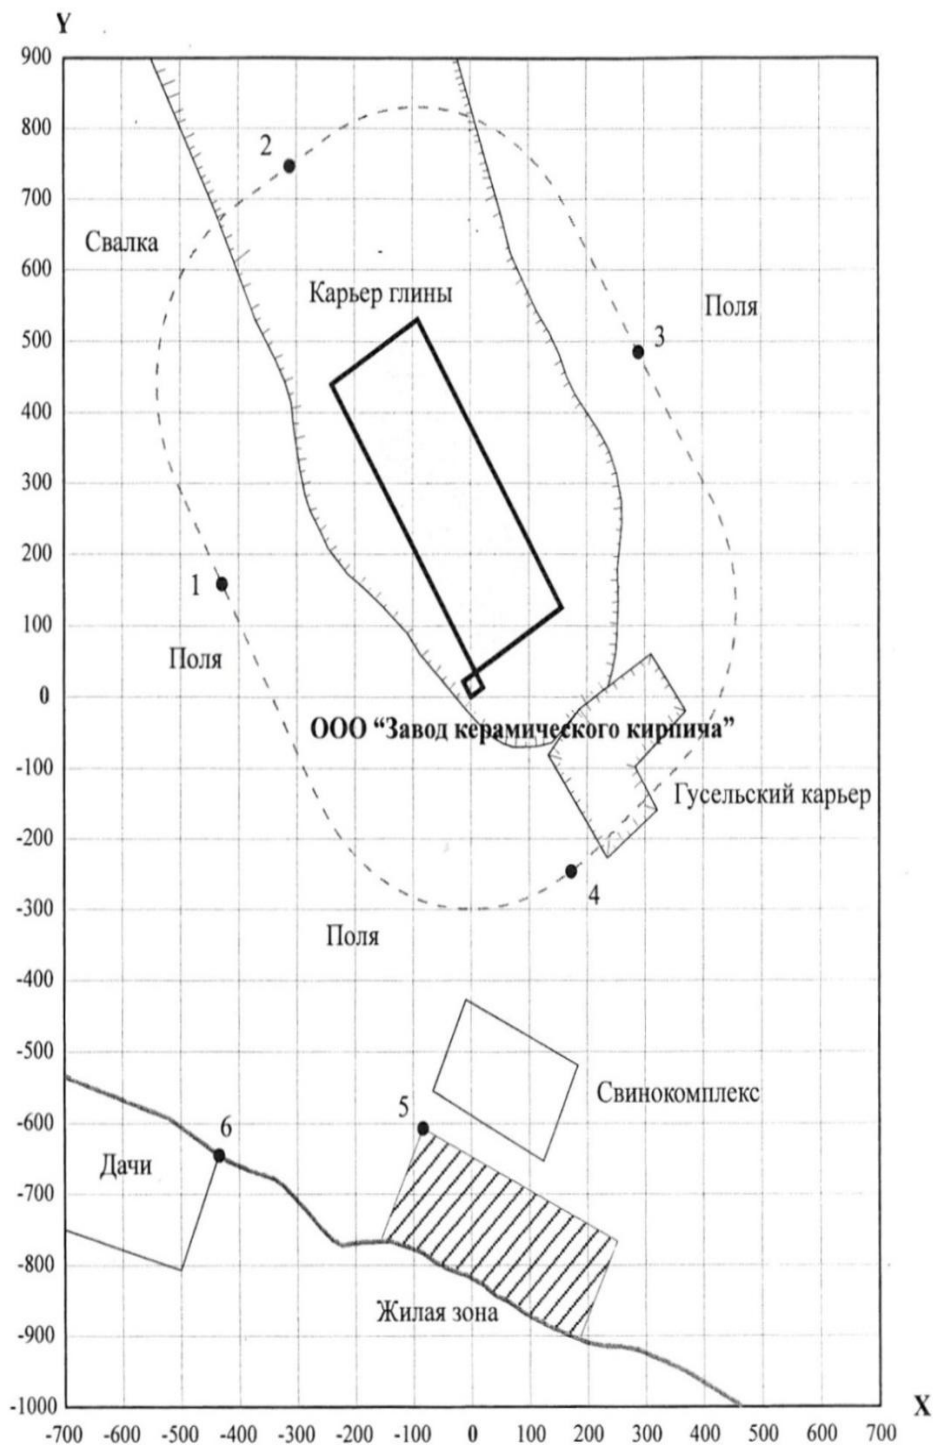 Y
900
800
2
700
Свалка
600
Карьер глины
Поля
500
3
400
300
200
1
100
Поля
0
ООО “Завод керамического кирпича”
-100
Гусельский карьер
-200
4
-300
Поля
-400
-500
Свинокомплекс
5
-600
6
Дачи
-700
-800
Жилая зона
-900
-1000
X
-700 -600 -500 -400 -300 -200 -100 0 100 200 300 400 500 600 700